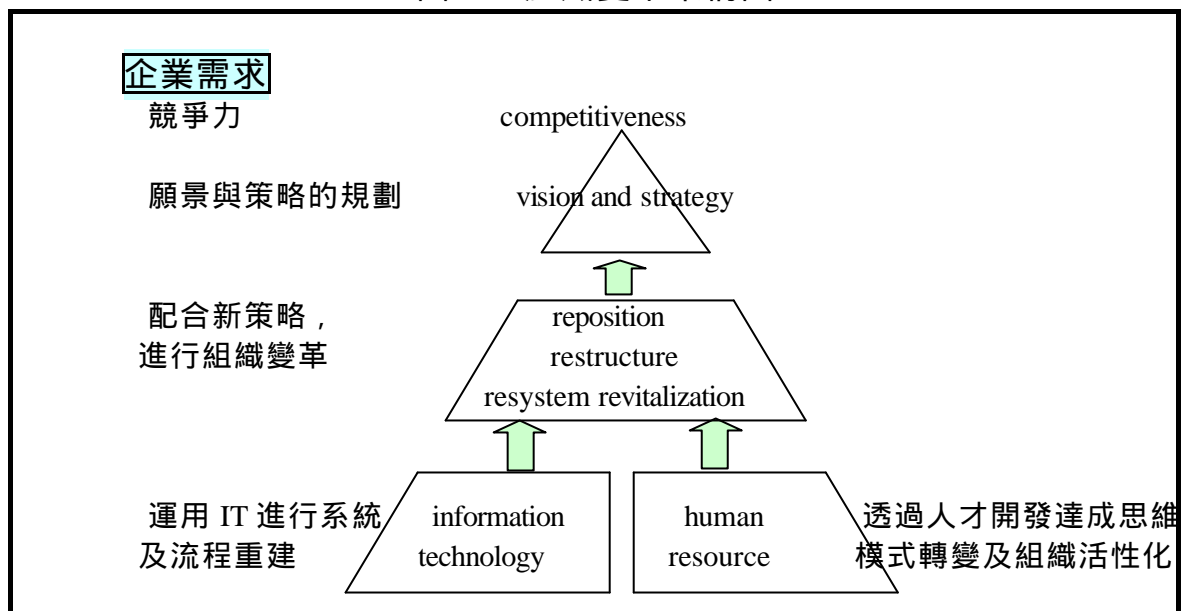 企業需求
競爭力
competitiveness
願景與策略的規劃
vision and strategy
配合新策略，
進行組織變革
reposition
restructure
resystem revitalization
運用 IT 進行系統
及流程重建
information
technology
human
resource
透過人才開發達成思維
模式轉變及組織活性化